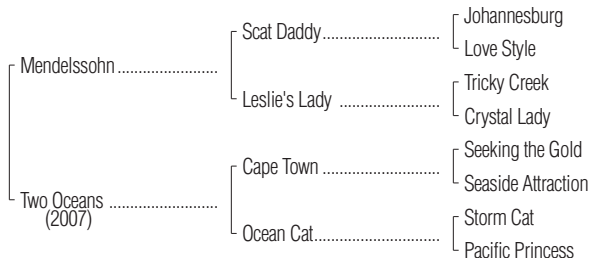 Johannesburg
Scat Daddy........................
Love Style
Mendelssohn ......................
Tricky Creek
Leslie's Lady ....................
Crystal Lady
Seeking the Gold
Cape Town ........................
Seaside Attraction
Two Oceans .......................
(2007)
Storm Cat
Ocean Cat.........................
Pacific Princess